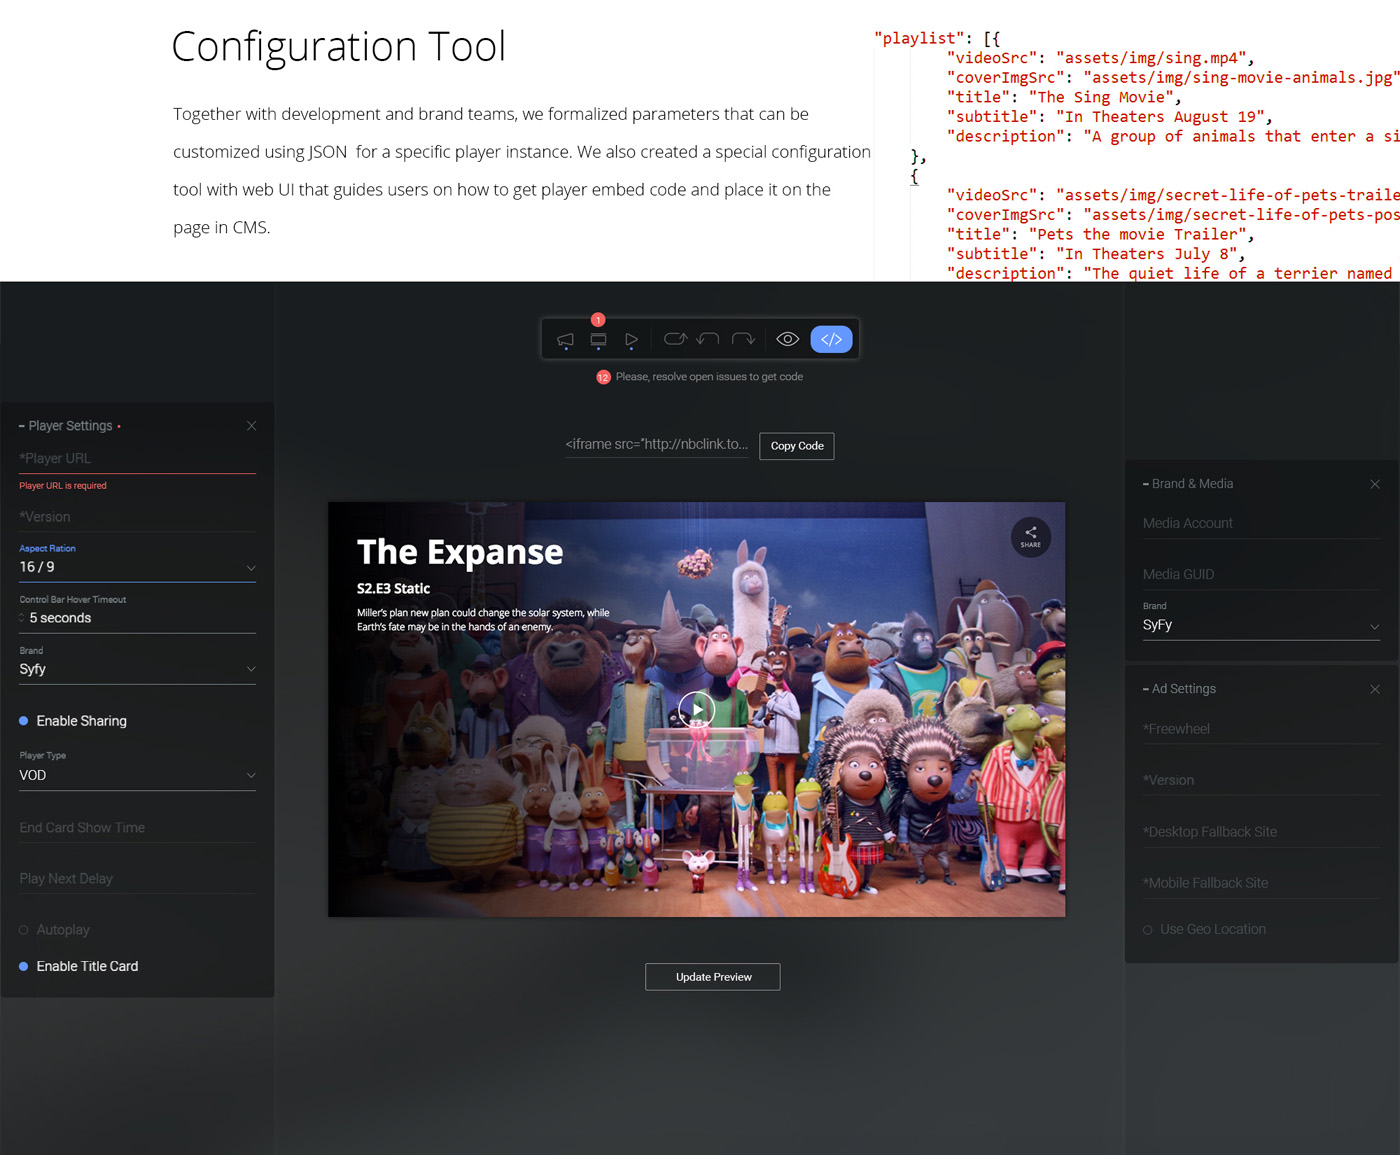 Configuration Tool
Together with development and brand teams, we formalized parameters that can be
customized using JSON for a specific player instance. We also created a special configuration
tool with web UI that guides users on how to get player embed code and place it on the
page in CMS.
"playlist": [{
"videoSrc": "assets/img/sing.mp4",
"coverImgSrc": "assets/img/sing-movie-animals.jpg"
"title": "The Sing Movie",
"subtitle": "In Theaters August 19",
"description": "A group of animals that enter a si
},
{
"videoSrc": "assets/img/secret-life-of-pets-traile
"coverImgSrc": "assets/img/secret-life-of-pets-pos
"title": "Pets the movie Trailer",
"subtitle": "In Theaters July 8",
"description": "The quiet life of a terrier named
1
</>
12 Please, resolve open issues to get code
<iframe src="http://nbclink.to...
Copy Code
Player Settings
*Player URL
Player URL is required
*Version
Aspect Ration
16 / 9
Control Bar Hover Timeout
5 seconds
Brand
Syfy
Enable Sharing
Player Type
VOD
End Card Show Time
Play Next Delay
Autoplay
Enable Title Card
The Expanse
S2.E3 Static
Miller's plan new plan could change the solar system, while
Earth's fate may be in the hands of an enemy.
SHARE
Update Preview
Brand & Media
Media Account
Media GUID
Brand
SyFy
Ad Settings
*Freewheel
*Version
*Desktop Fallback Site
*Mobile Fallback Site
Use Geo Location